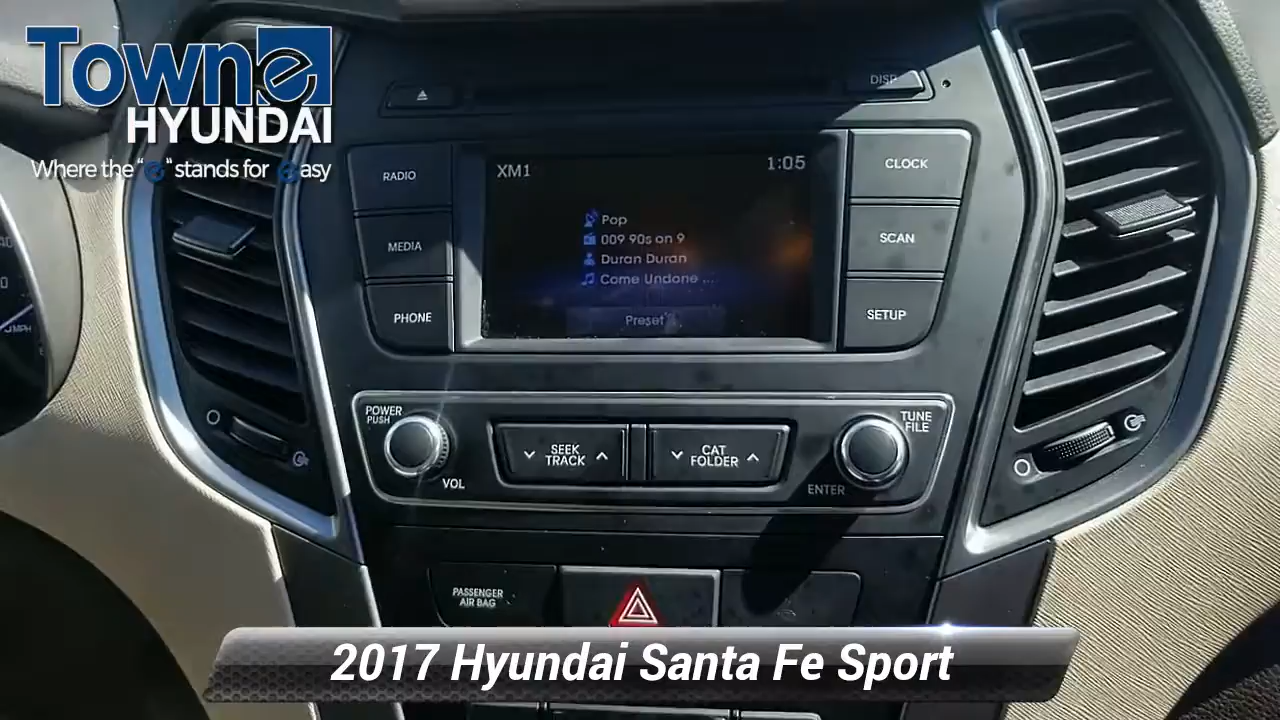 Towne
HYUNDAI
Where the "e" stands for easy
DISP
RADIO
MEDIA
PHONE
XM1
1:05
Pop
009 90s on 9
Duran Duran
Come Undone ...
Preset
CLOCK
SCAN
SETUP
POWER
PUSH
VOL
SEEK
TRACK
CAT
FOLDER
TUNE
FILE
ENTER
PASSENGER
AIR BAG
MPH
2017 Hyundai Santa Fe Sport